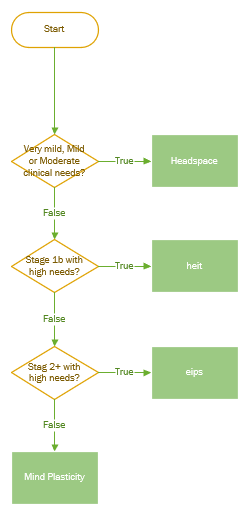 Start
Very mild, Mild
or Moderate
clinical needs?
True
Headspace
False
Stage 1b with
high needs?
True
heit
False
Stag 2+ with
high needs?
True
eips
False
Mind Plasticity